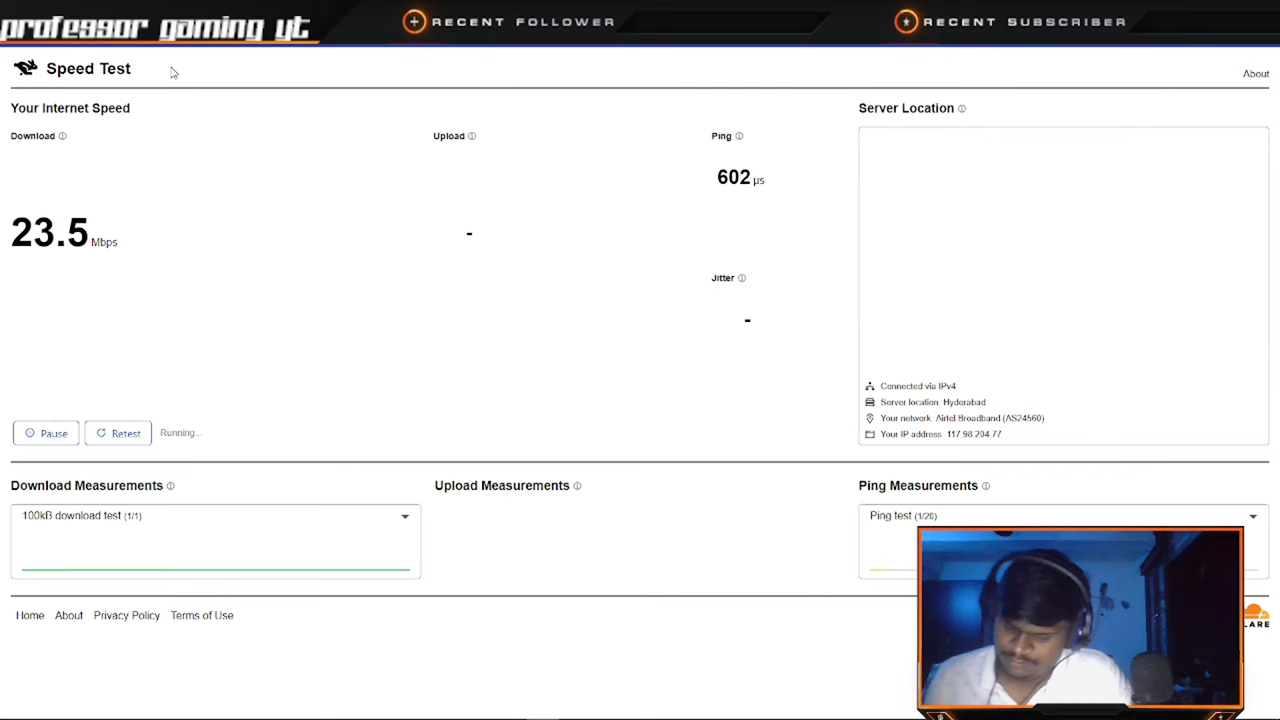 professor gaming yt
RECENT FOLLOWER
RECENT SUBSCRIBER
Speed Test
About
Your Internet Speed
Server Location
Download
Upload
Ping
602 µs
23.5 Mbps
-
Jitter
-
Connected via IPv4
Server location: Hyderabad
Your network: Airtel Broadband (AS24560)
Your IP address: 117.98.204.77
Pause
Retest
Running...
Download Measurements
Upload Measurements
Ping Measurements
100kB download test (1/1)
Ping test (1/20)
Home
About
Privacy Policy
Terms of Use
LARE